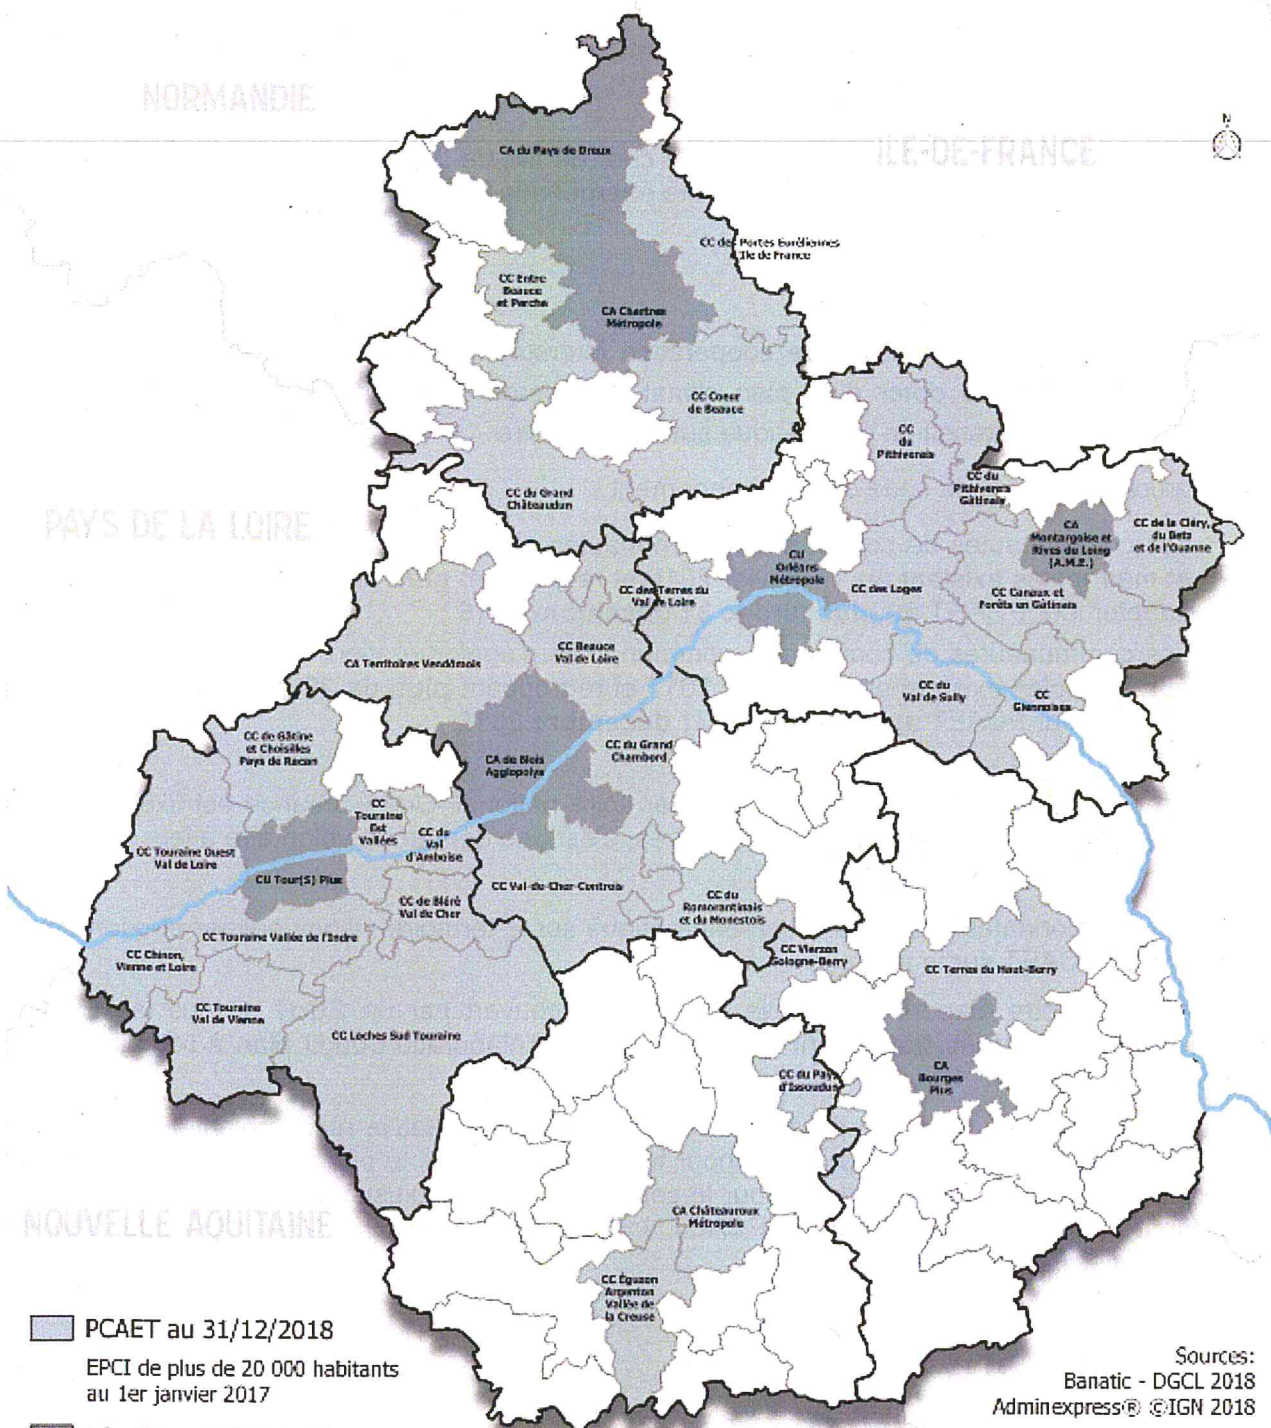 NORMANDIE
N
ILE-DE-FRANCE
CA du Pays de Dreux
CC des Portes Euréliennes
d'Ile de France
CC Entre
Beauce
et Perche
CA Chartres
Métropole
CC Coeur
de Beauce
CC
du
Pithiverais
CC du
Pithiverais
Gâtinais
CC du Grand
Châteaudun
PAYS DE LA LOIRE
CA
Montargoise et
Rives du Loing
(A.M.E.)
CC de la Cléry,
du Betz
et de l'Ouanne
CU
Orléans
Métropole
CC des Terres du
Val de Loire
CC des Loges
CC Canaux et
Forêts en Gâtinais
CC Beauce
Val de Loire
CA Territoires Vendômois
CC du
Val de Sully
CC
Giennoises
CC de Gâtine
et Choisilles
Pays de Racan
CA de Blois
Agglopolys
CC du Grand
Chambord
CC
Touraine
Est
Vallées
CC du
Val
d'Amboise
CC Touraine Ouest
Val de Loire
CU Tour(S) Plus
CC de Bléré
Val de Cher
CC Val-de-Cher-Controis
CC du
Romorantinais
et du Monestois
CC Touraine Vallée de l'Indre
CC Chinon,
Vienne et Loire
CC Vierzon
Sologne-Berry
CC Terres du Haut-Berry
CC Touraine
Val de Vienne
CC Loches Sud Touraine
CC du Pays
d'Issoudun
CA
Bourges
Plus
CA Châteauroux
Métropole
NOUVELLE AQUITAINE
CC Éguzon
Argenton
Vallée de
la Creuse
PCAET au 31/12/2018
EPCI de plus de 20 000 habitants
au 1er janvier 2017
Sources:
Banatic - DGCL 2018
Adminexpress® ©IGN 2018